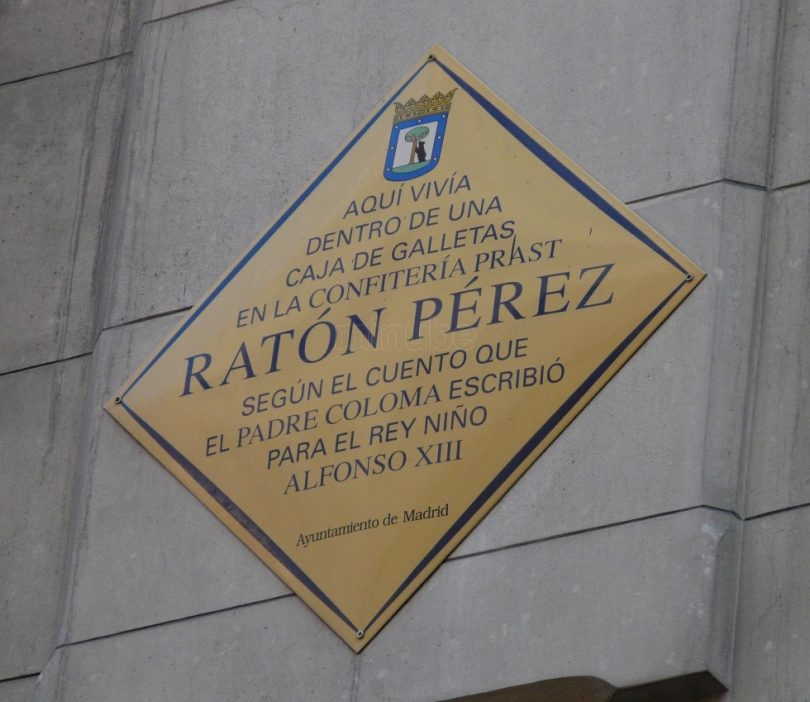 AQUÍ VIVÍA
DENTRO DE UNA
CAJA DE GALLETAS
EN LA CONFITERÍA PRAST
RATÓN PÉREZ
SEGÚN EL CUENTO QUE
EL PADRE COLOMA ESCRIBIÓ
PARA EL REY NIÑO
ALFONSO XIII
Ayuntamiento de Madrid